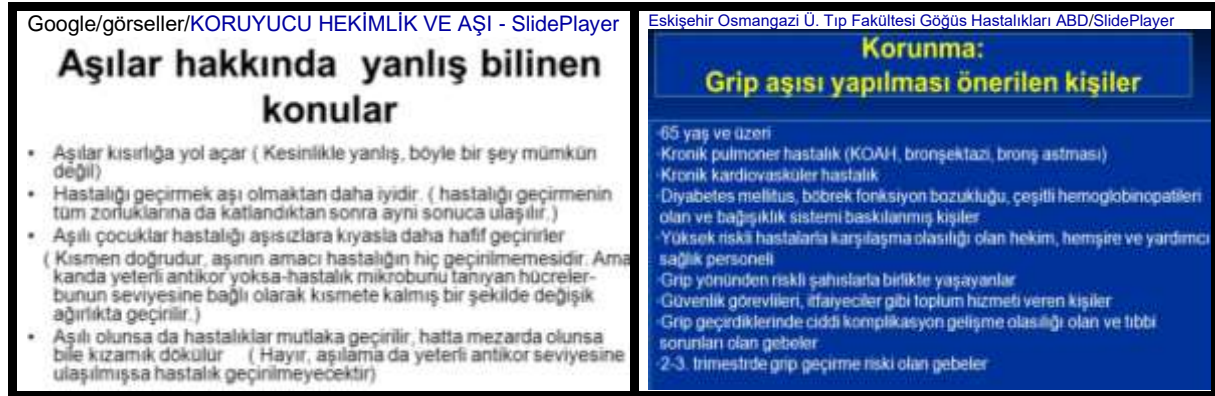 Google/görseller/KORUYUCU HEKİMLİK VE AŞI - SlidePlayer
Aşılar hakkında yanlış bilinen
konular
• Aşılar kısırlığa yol açar ( Kesinlikle yanlış, böyle bir şey mümkün
değil)
• Hastalığı geçirmek aşı olmaktan daha iyidir. ( hastalığı geçirmenin
tüm zorluklarına da katlandıktan sonra ayni sonuca ulaşılır.)
• Aşılı çocuklar hastalığı aşısızlara kıyasla daha hafif geçirirler
( Kısmen doğrudur, aşının amacı hastalığın hiç geçirilmemesidir. Ama
kanda yeterli antikor yoksa-hastalık mikrobunu tanıyan hücreler-
bunun seviyesine bağlı olarak kısmete kalmış bir şekilde değişik
ağırlıkta geçirilir.)
• Aşılı olunsa da hastalıklar mutlaka geçirilir, hatta mezarda olunsa
bile kızamık dökülür ( Hayır, aşılama da yeterli antikor seviyesine
ulaşılmışsa hastalık geçirilmeyecektir)
Eskişehir Osmangazi Ü. Tıp Fakültesi Göğüs Hastalıkları ABD/SlidePlayer
Korunma:
Grip aşısı yapılması önerilen kişiler
·65 yaş ve üzeri
·Kronik pulmoner hastalık (KOAH, bronşektazi, bronş astması)
·Kronik kardiovasküler hastalık
·Diyabetes mellitus, böbrek fonksiyon bozukluğu, çeşitli hemoglobinopatileri
olan ve bağışıklık sistemi baskılanmış kişiler
·Yüksek riskli hastalarla karşılaşma olasılığı olan hekim, hemşire ve yardımcı
sağlık personeli
·Grip yönünden riskli şahıslarla birlikte yaşayanlar
·Güvenlik görevlileri, itfaiyeciler gibi toplum hizmeti veren kişiler
·Grip geçirdiklerinde ciddi komplikasyon gelişme olasılığı olan ve tıbbi
sorunları olan gebeler
·2-3. trimestrde grip geçirme riski olan gebeler